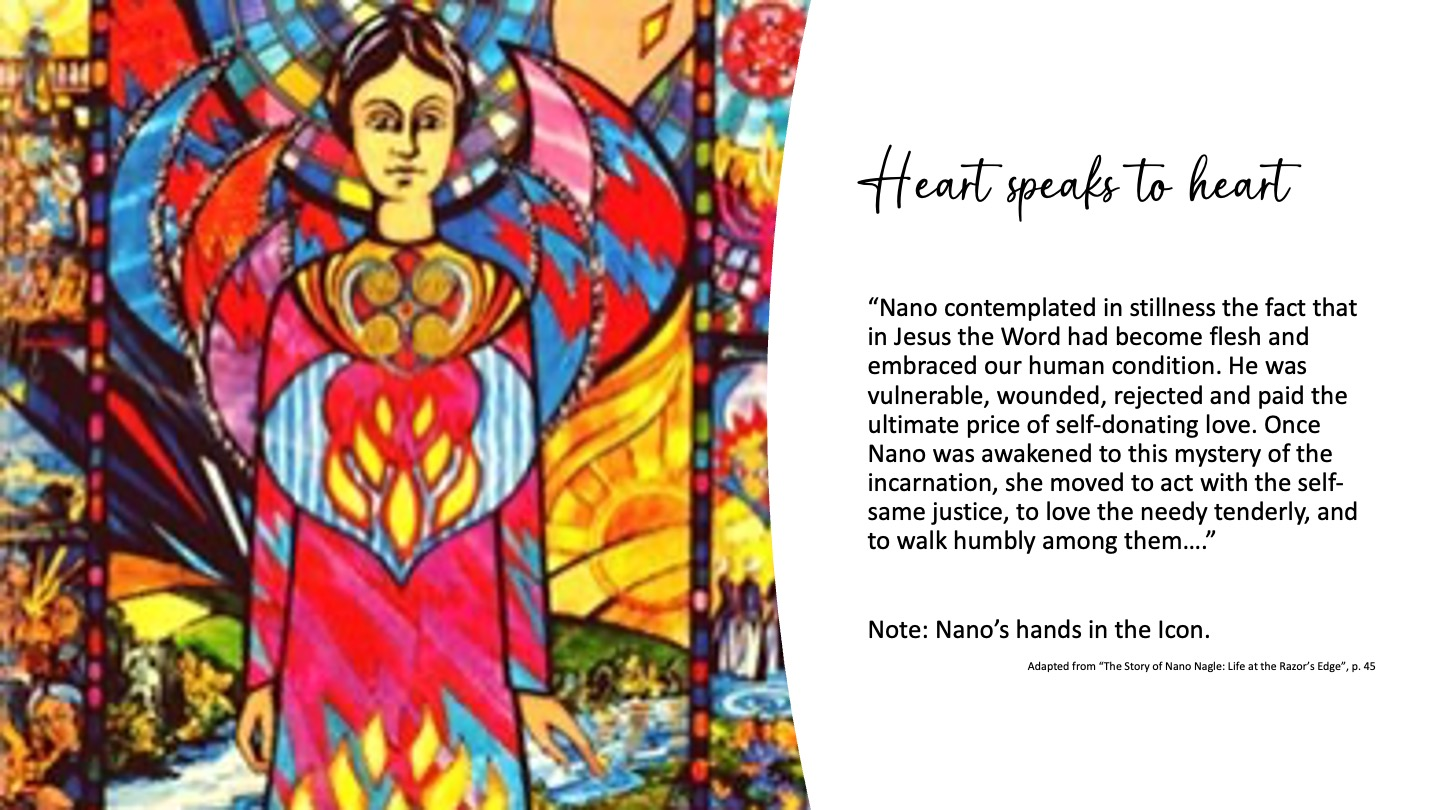 Heart speaks to heart
“Nano contemplated in stillness the fact that
in Jesus the Word had become flesh and
embraced our human condition. He was
vulnerable, wounded, rejected and paid the
ultimate price of self-donating love. Once
Nano was awakened to this mystery of the
incarnation, she moved to act with the self-
same justice, to love the needy tenderly, and
to walk humbly among them….”
Note: Nano’s hands in the Icon.
Adapted from “The Story of Nano Nagle: Life at the Razor’s Edge”, p. 45